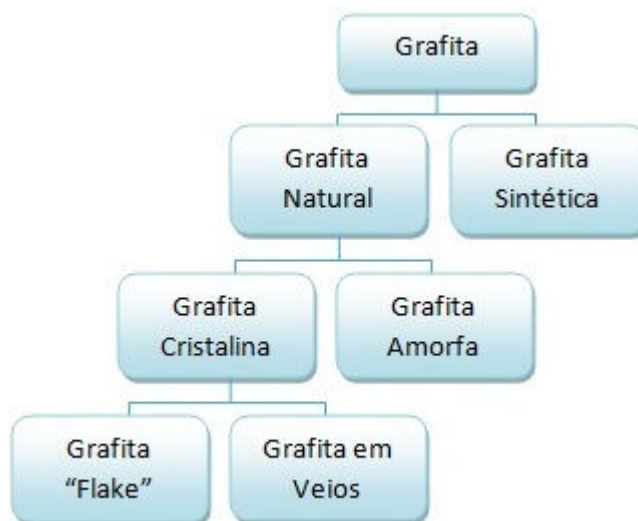 Grafita
Grafita
Natural
Grafita
Sintética
Grafita
Cristalina
Grafita
Amorfa
Grafita
“Flake”
Grafita em
Veios